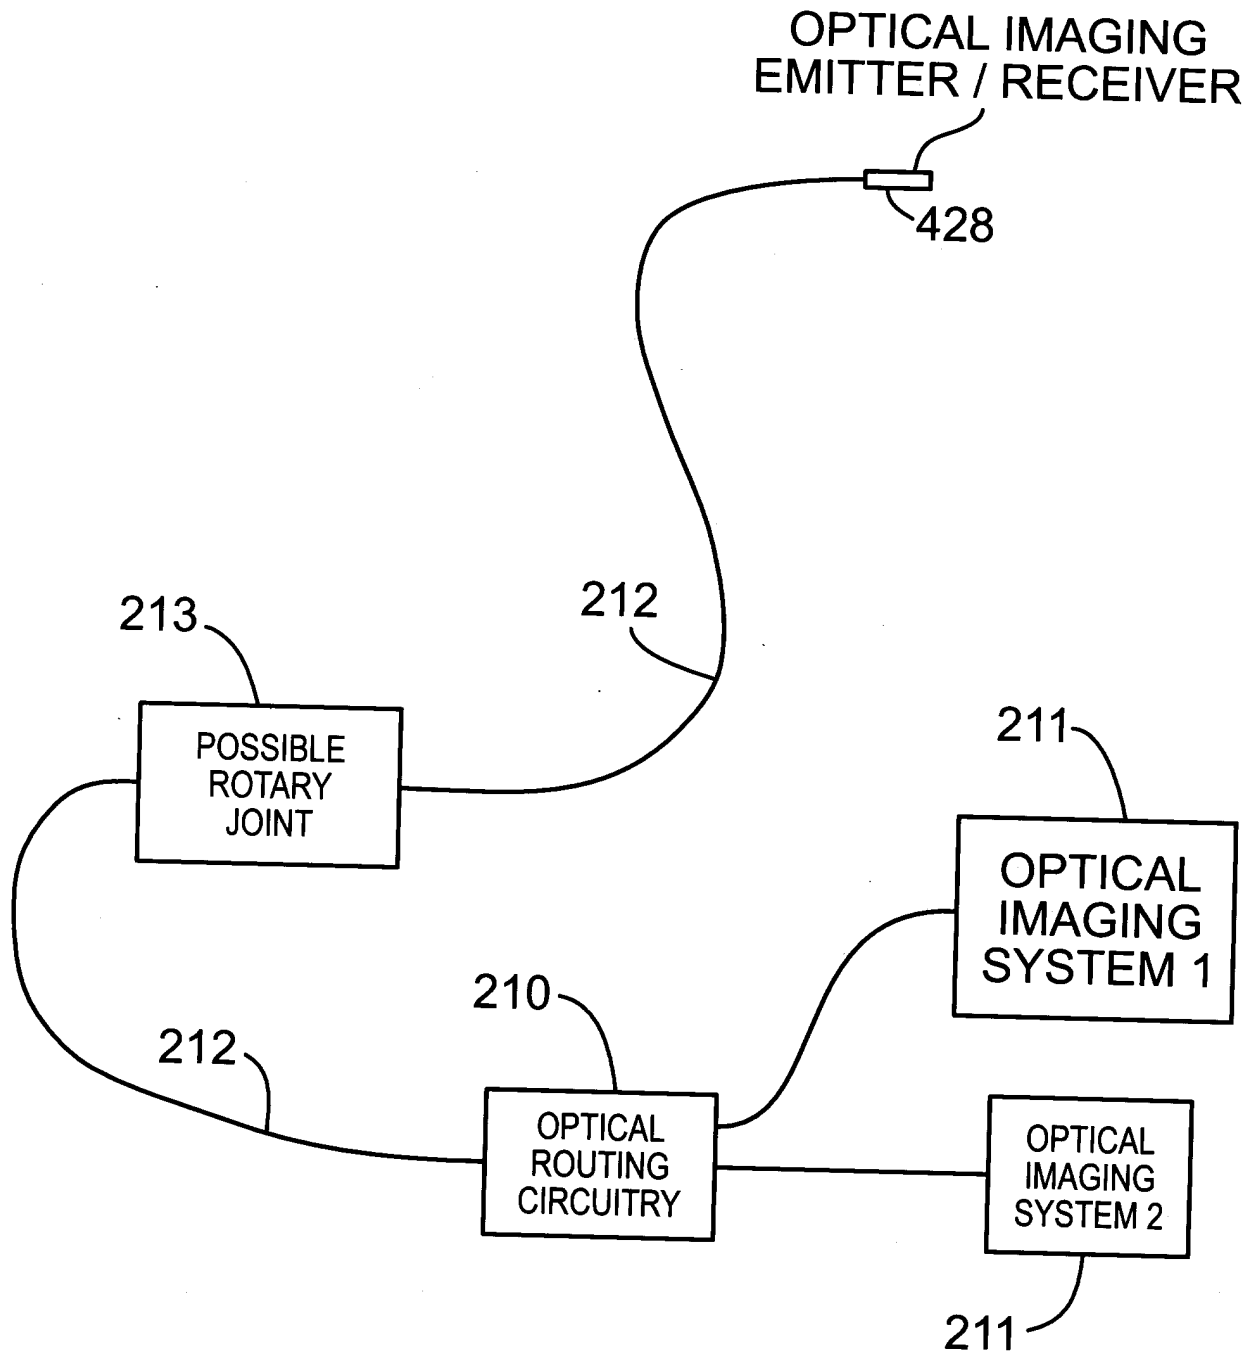 OPTICAL IMAGING
EMITTER / RECEIVER
428
212
213
POSSIBLE
ROTARY
JOINT
211
OPTICAL
IMAGING
SYSTEM 1
210
212
OPTICAL
ROUTING
CIRCUITRY
OPTICAL
IMAGING
SYSTEM 2
211